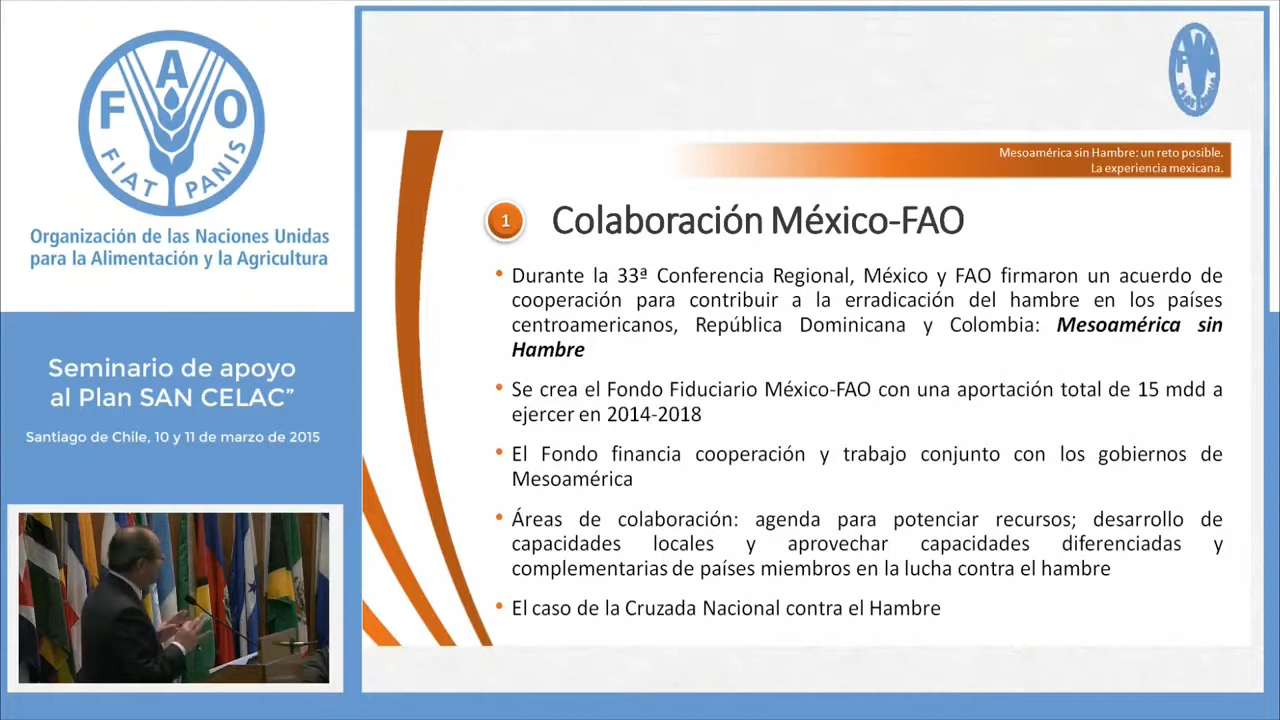 F A O
FIAT PANIS
Organización de las Naciones Unidas
para la Alimentación y la Agricultura
Seminario de apoyo
al Plan SAN CELAC”
Santiago de Chile, 10 y 11 de marzo de 2015
Mesoamérica sin Hambre: un reto posible.
La experiencia mexicana.
1 Colaboración México-FAO
• Durante la 33ª Conferencia Regional, México y FAO firmaron un acuerdo de
cooperación para contribuir a la erradicación del hambre en los países
centroamericanos, República Dominicana y Colombia: Mesoamérica sin
Hambre
• Se crea el Fondo Fiduciario México-FAO con una aportación total de 15 mdd a
ejercer en 2014-2018
• El Fondo financia cooperación y trabajo conjunto con los gobiernos de
Mesoamérica
• Áreas de colaboración: agenda para potenciar recursos; desarrollo de
capacidades locales y aprovechar capacidades diferenciadas y
complementarias de países miembros en la lucha contra el hambre
• El caso de la Cruzada Nacional contra el Hambre